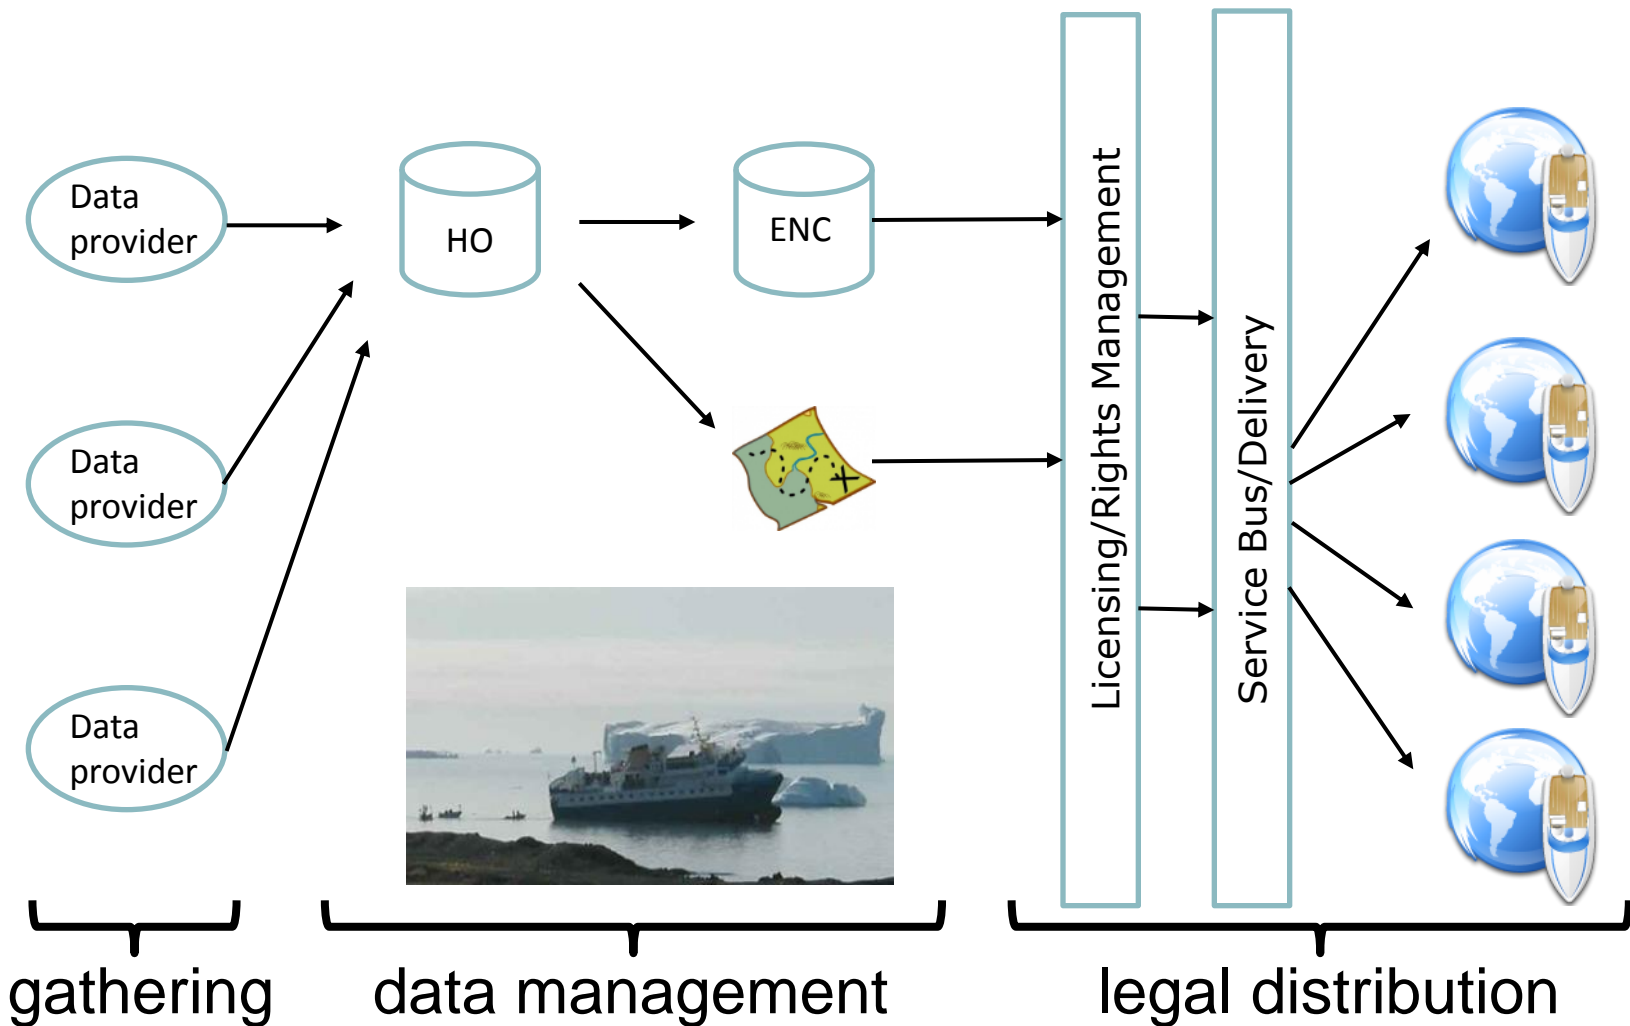 Data
provider
HO
ENC
Data
provider
Data
provider
Licensing/Rights Management
Service Bus/Delivery
gathering
data management
legal distribution